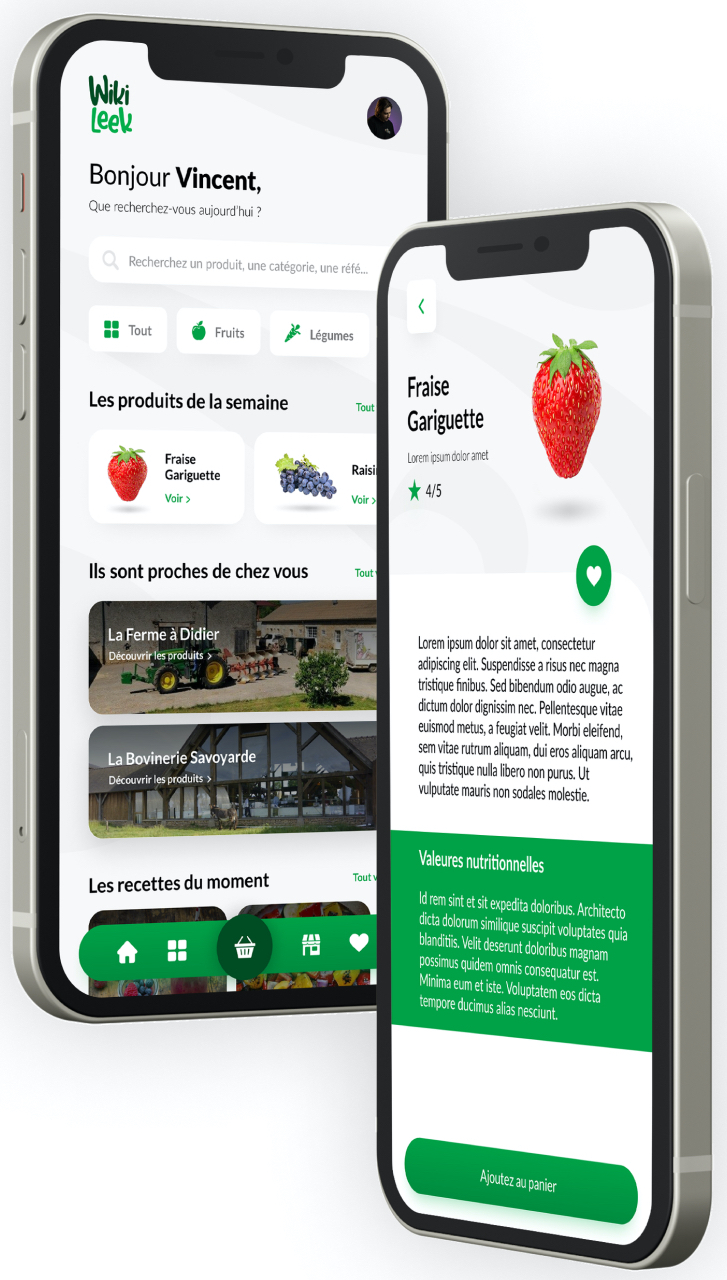 Wiki
Leek
Bonjour Vincent,
Que recherchez-vous aujourd'hui ?
Recherchez un produit, une catégorie, une réfé...
Tout
Fruits
Légumes
Les produits de la semaine
Tout
Fraise
Gariguette
Voir >
Raisi
Voir >
Ils sont proches de chez vous
Tout v
La Ferme à Didier
Découvrir les produits >
La Bovinerie Savoyarde
Découvrir les produits >
Les recettes du moment
Tout v
Fraise
Gariguette
Lorem ipsum dolor amet
4/5
Lorem ipsum dolor sit amet, consectetur
adipiscing elit. Suspendisse a risus nec magna
tristique finibus. Sed bibendum odio augue, ac
dictum dolor dignissim nec. Pellentesque vitae
euismod metus, a feugiat velit. Morbi eleifend,
sem vitae rutrum aliquam, dui eros aliquam arcu,
quis tristique nulla libero non purus. Ut
vulputate mauris non sodales molestie.
Valeures nutritionnelles
Id rem sint et sit expedita doloribus. Architecto
dicta dolorum similique suscipit voluptates quia
blanditiis. Velit deserunt doloribus magnam
possimus quidem omnis consequatur est.
Minima eum et iste. Voluptatem eos dicta
tempore ducimus alias nesciunt.
Ajoutez au panier